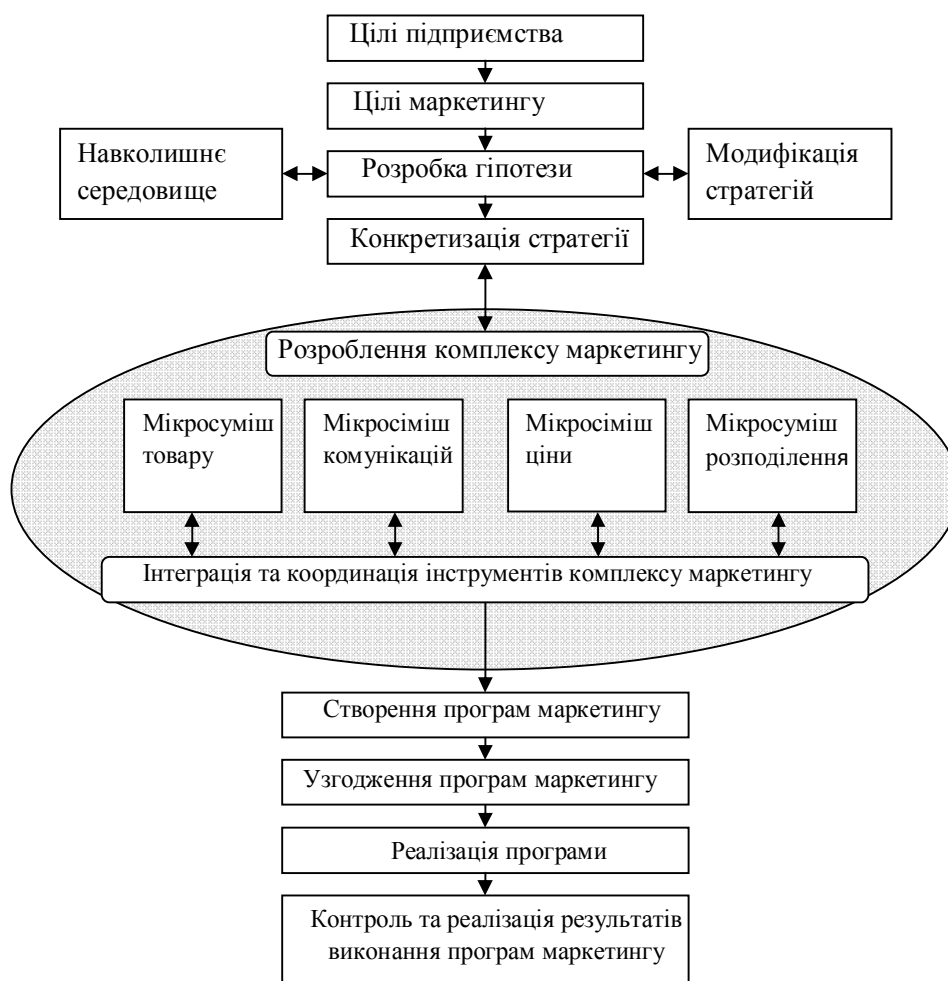 Цілі підприємства
Цілі маркетингу
Навколишнє
середовище
Розробка гіпотези
Модифікація
стратегій
Конкретизація стратегії
Розроблення комплексу маркетингу
Мікросуміш
товару
Мікросіміш
комунікацій
Мікросіміш
ціни
Мікросуміш
розподілення
Інтеграція та координація інструментів комплексу маркетингу
Створення програм маркетингу
Узгодження програм маркетингу
Реалізація програми
Контроль та реалізація результатів
виконання програм маркетингу